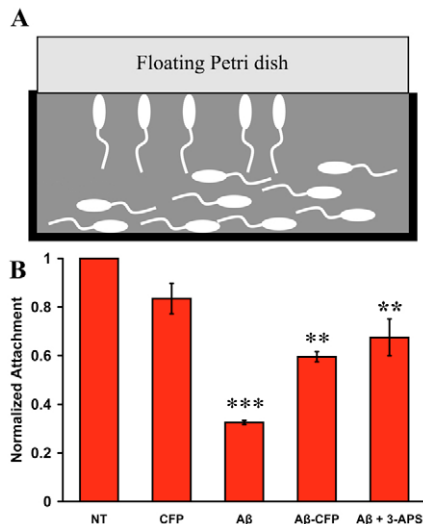 A
Floating Petri dish
B
Normalized Attachment
1
0.8
0.6
0.4
0.2
0
***
**
**
NT CFP Aß Aß-CFP Aß + 3-APS